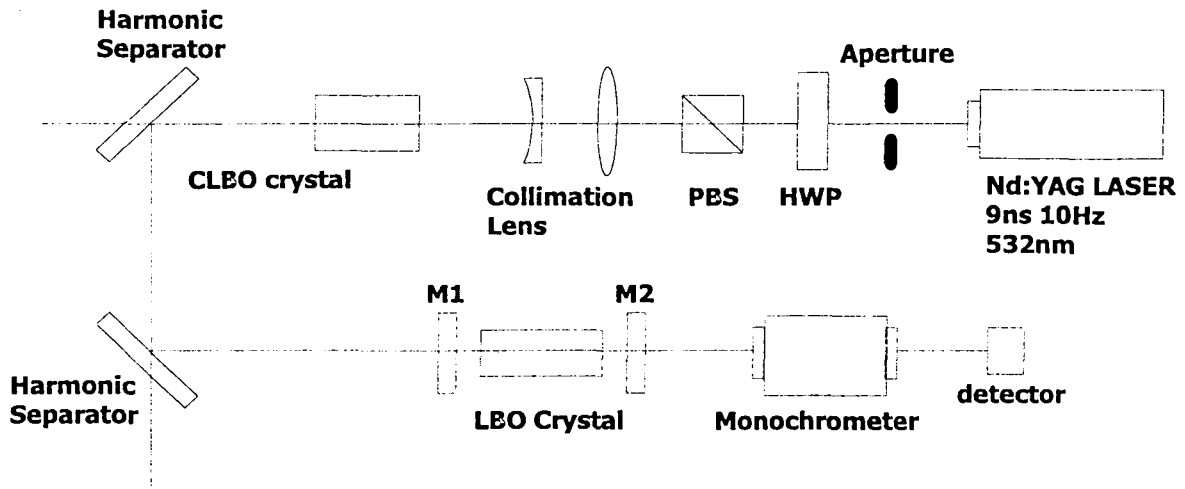 Harmonic
Separator
Aperture
CLBO crystal
Collimation
Lens
PBS
HWP
Nd:YAG LASER
9ns 10Hz
532nm
M1
M2
Harmonic
Separator
LBO Crystal
Monochrometer
detector